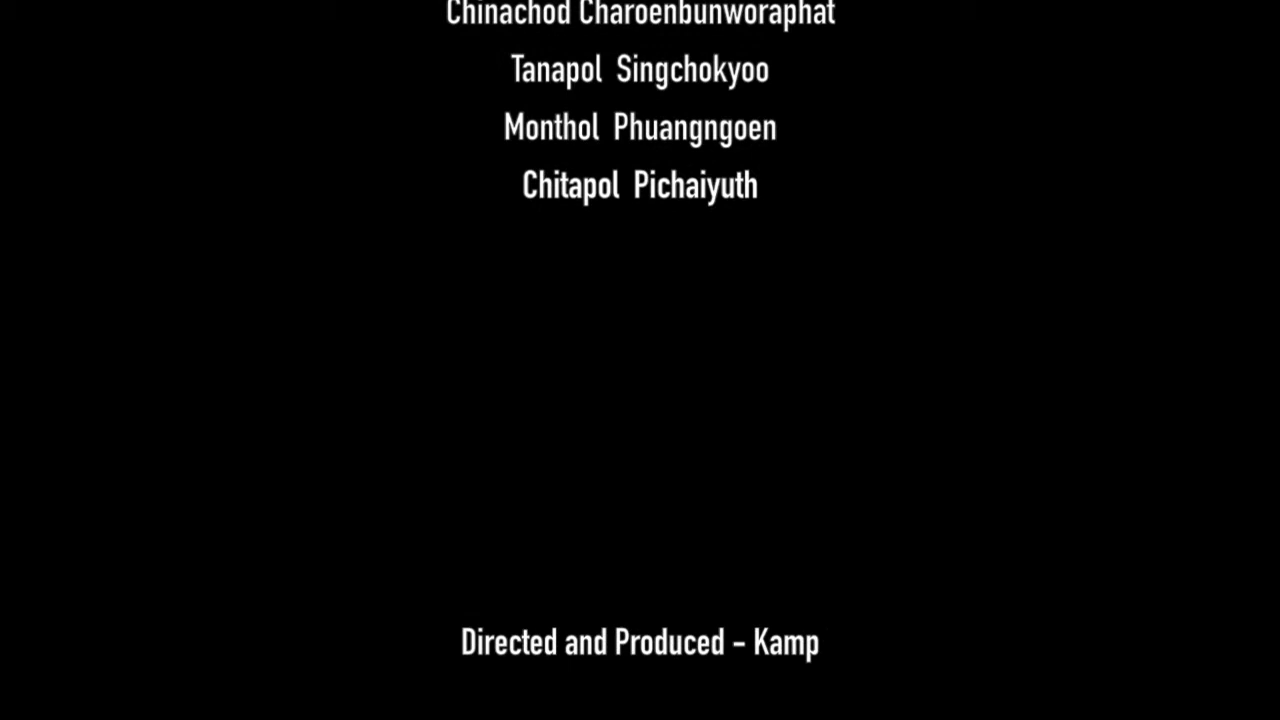 Chinachod Charoenbunworaphat
Tanapol Singchokyoo
Monthol Phuangngoen
Chitapol Pichaiyuth
Directed and Produced - Kamp